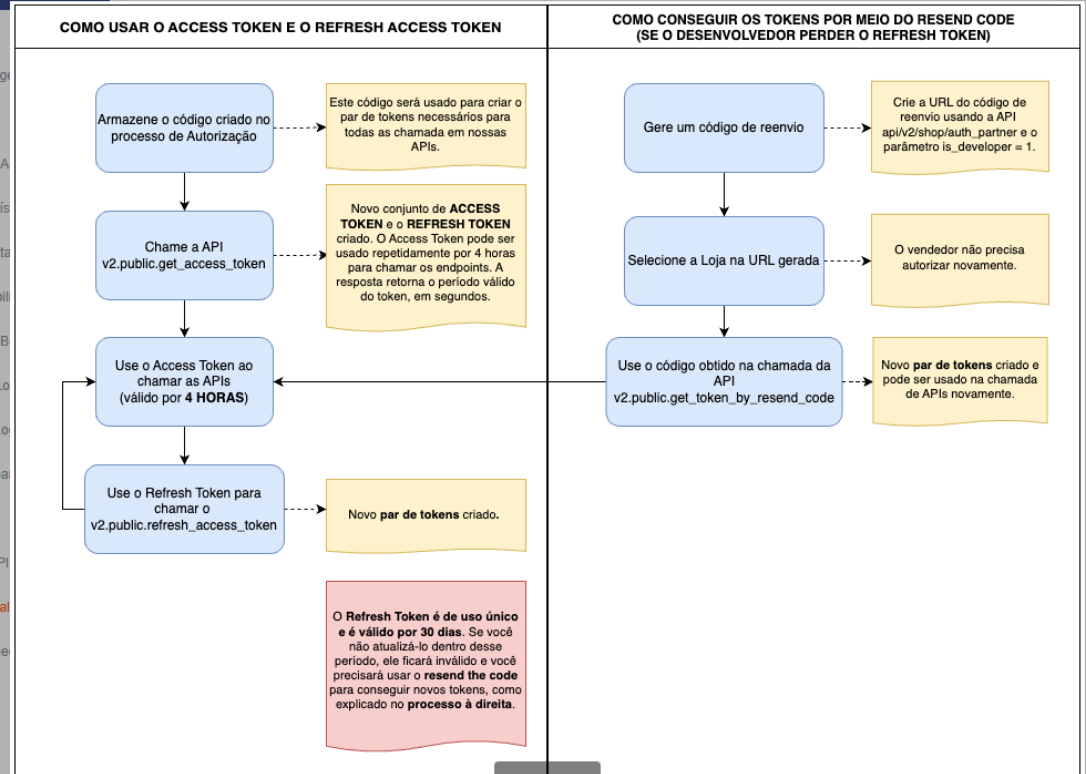 COMO USAR O ACCESS TOKEN E O REFRESH ACCESS TOKEN
Armazene o código criado no
processo de Autorização
Este código será usado para criar o
par de tokens necessários para
todas as chamada em nossas
APIs.
Chame a API
v2.public.get_access_token
Novo conjunto de ACCESS
TOKEN e o REFRESH TOKEN
criado. O Access Token pode ser
usado repetidamente por 4 horas
para chamar os endpoints. A
resposta retorna o período válido
do token, em segundos.
Use o Access Token ao
chamar as APIs
(válido por 4 HORAS)
Use o Refresh Token para
chamar o
v2.public.refresh_access_token
Novo par de tokens criado.
O Refresh Token é de uso único
e é válido por 30 dias. Se você
não atualizá-lo dentro desse
período, ele ficará inválido e você
precisará usar o resend the code
para conseguir novos tokens, como
explicado no processo à direita.
COMO CONSEGUIR OS TOKENS POR MEIO DO RESEND CODE
(SE O DESENVOLVEDOR PERDER O REFRESH TOKEN)
Gere um código de reenvio
Crie a URL do código de
reenvio usando a API
api/v2/shop/auth_partner e o
parâmetro is_developer = 1.
Selecione a Loja na URL gerada
O vendedor não precisa
autorizar novamente.
Use o código obtido na chamada da
API
v2.public.get_token_by_resend_code
Novo par de tokens criado e
pode ser usado na chamada
de APIs novamente.